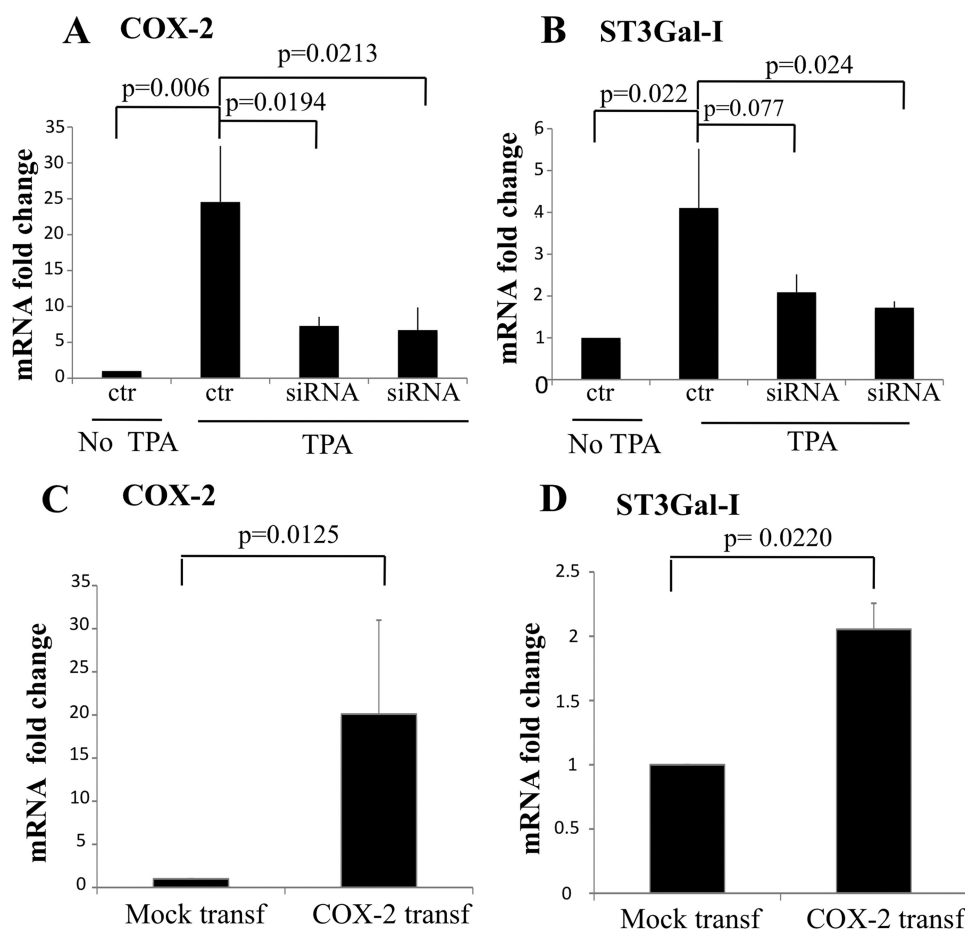 A COX-2
p=0.0213
p=0.006
p=0.0194
mRNA fold change
35
30
25
20
15
10
5
0
ctr ctr siRNA siRNA
No TPA TPA
B ST3Gal-I
p=0.024
p=0.022
p=0.077
mRNA fold change
6
5
4
3
2
1
0
ctr ctr siRNA siRNA
No TPA TPA
C COX-2
p=0.0125
mRNA fold change
35
30
25
20
15
10
5
0
Mock transf COX-2 transf
D ST3Gal-I
p= 0.0220
mRNA fold change
2.5
2
1.5
1
0.5
0
Mock transf COX-2 transf